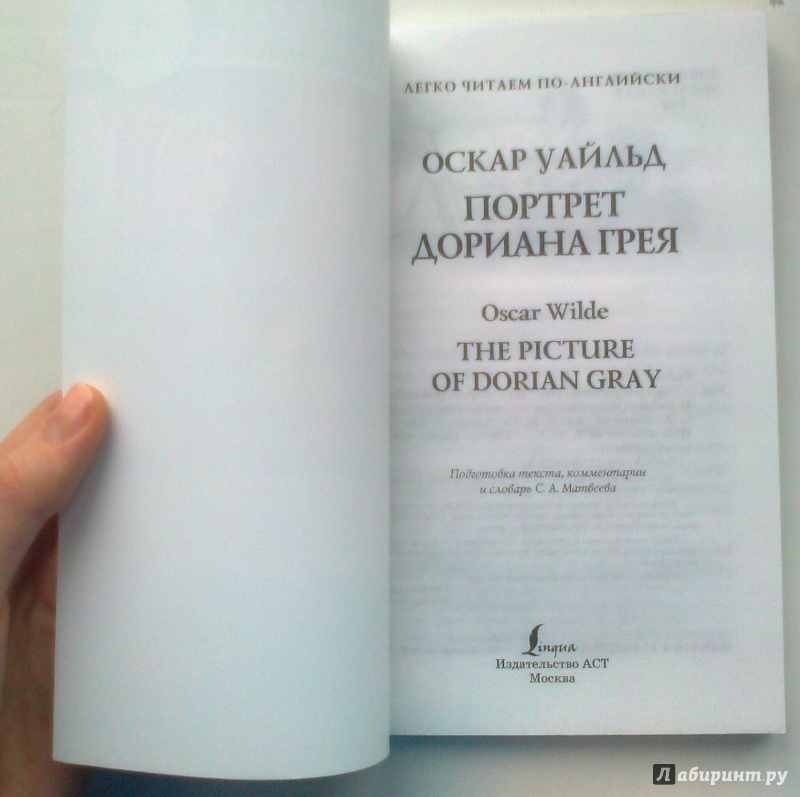 ЛЕГКО ЧИТАЕМ ПО-АНГЛИЙСКИ
ОСКАР УАЙЛЬД
ПОРТРЕТ
ДОРИАНА ГРЕЯ
Oscar Wilde
THE PICTURE
OF DORIAN GRAY
Подготовка текста, комментарии
и словарь С. А. Матвеева
Lingua
Издательство АСТ
Москва
Лабиринт.ру